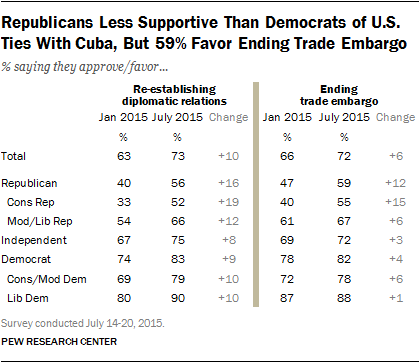 Republicans Less Supportive Than Democrats of U.S.
Ties With Cuba, But 59% Favor Ending Trade Embargo
% saying they approve/favor...
Re-establishing diplomatic relations Ending trade embargo
Jan 2015 July 2015 Change Jan 2015 July 2015 Change
% % % %
Total 63 73 +10 66 72 +6
Republican 40 56 +16 47 59 +12
Cons Rep 33 52 +19 40 55 +15
Mod/Lib Rep 54 66 +12 61 67 +6
Independent 67 75 +8 69 72 +3
Democrat 74 83 +9 78 82 +4
Cons/Mod Dem 69 79 +10 72 78 +6
Lib Dem 80 90 +10 87 88 +1
Survey conducted July 14-20, 2015.
PEW RESEARCH CENTER